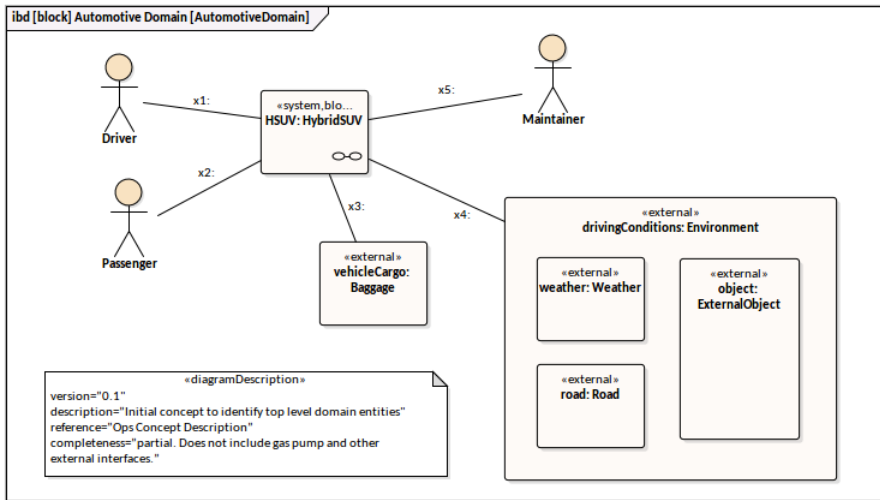 ibd [block] Automotive Domain [AutomotiveDomain]
Driver
x1:
«system,blo...
HSUV: HybridSUV
x5:
Maintainer
Passenger
x2:
x3:
x4:
«external»
vehicleCargo:
Baggage
«external»
drivingConditions: Environment
«external»
weather: Weather
«external»
object:
ExternalObject
«external»
road: Road
«diagramDescription»
version="0.1"
description="Initial concept to identify top level domain entities"
reference="Ops Concept Description"
completeness="partial. Does not include gas pump and other
external interfaces."